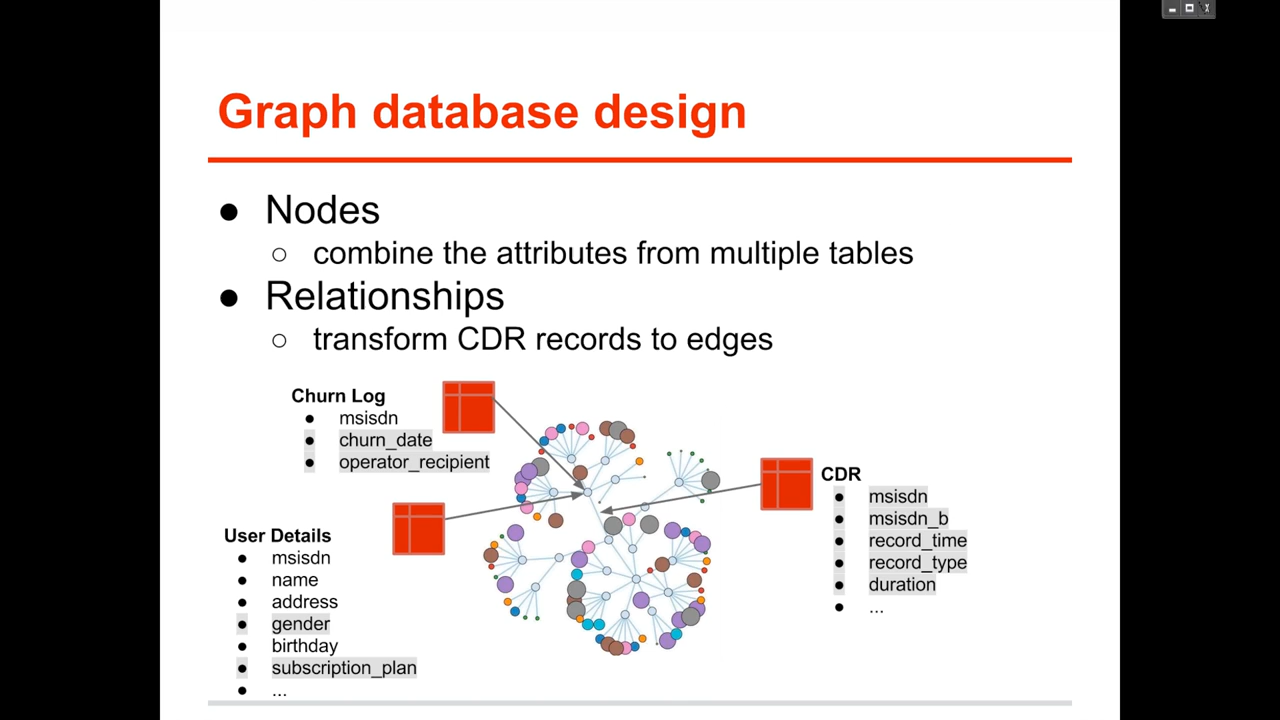 Graph database design
● Nodes
○ combine the attributes from multiple tables
● Relationships
○ transform CDR records to edges
Churn Log
● msisdn
● churn_date
● operator_recipient
User Details
● msisdn
● name
● address
● gender
● birthday
● subscription_plan
● ...
CDR
● msisdn
● msisdn_b
● record_time
● record_type
● duration
● ...